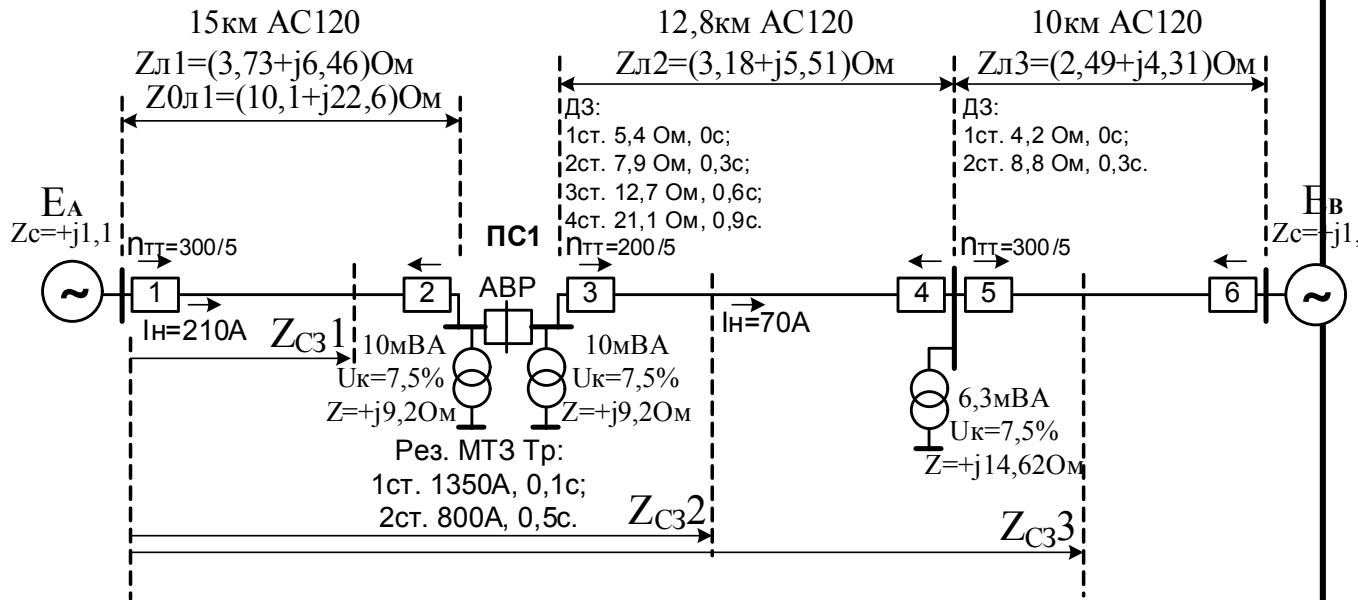 15км АС120
Zл1=(3,73+j6,46)Ом
Z0л1=(10,1+j22,6)Ом
12,8км АС120
Zл2=(3,18+j5,51)Ом
10км АС120
Zл3=(2,49+j4,31)Ом
ДЗ:
1ст. 5,4 Ом, 0с;
2ст. 7,9 Ом, 0,3с;
3ст. 12,7 Ом, 0,6с;
4ст. 21,1 Ом, 0,9с.
ДЗ:
1ст. 4,2 Ом, 0с;
2ст. 8,8 Ом, 0,3с.
EА
Zс=+j1,1
~
nтт=300/5
1
Iн=210А
2
ПС1
АВР
nтт=200/5
3
Iн=70А
4
nтт=300/5
5
6
EВ
Zс=+j1,
~
ZСЗ1
10мВА
Uк=7,5%
Z=+j9,2Ом
10мВА
Uк=7,5%
Z=+j9,2Ом
6,3мВА
Uк=7,5%
Z=+j14,62Ом
Рез. МТЗ Тр:
1ст. 1350А, 0,1с;
2ст. 800А, 0,5с.
ZСЗ2
ZСЗ3